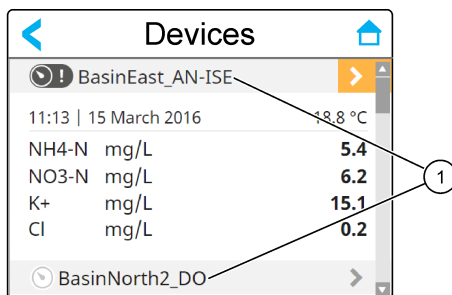 Devices
BasinEast_AN-ISE
11:13 | 15 March 2016 18.8 °C
NH4-N mg/L 5.4
NO3-N mg/L 6.2
K+ mg/L 15.1
Cl mg/L 0.2
BasinNorth2_DO
1